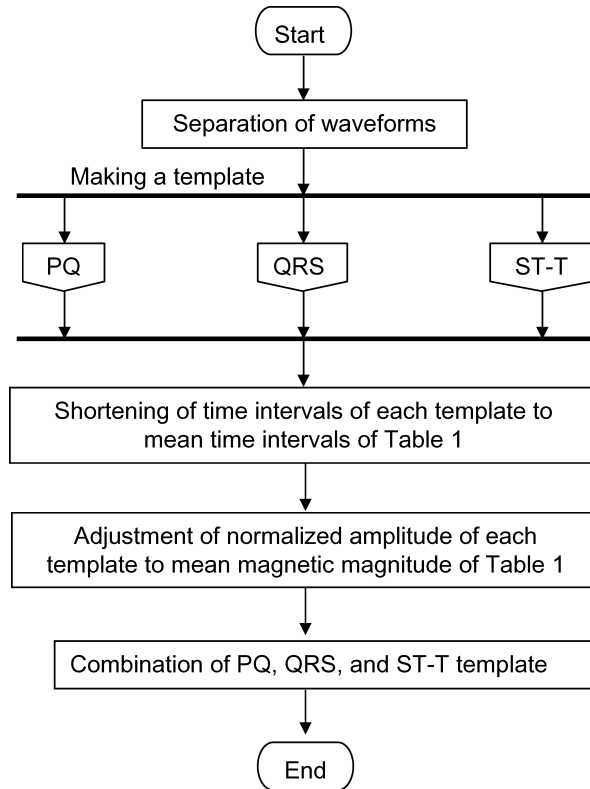 Start
Separation of waveforms
Making a template
PQ
QRS
ST-T
Shortening of time intervals of each template to
mean time intervals of Table 1
Adjustment of normalized amplitude of each
template to mean magnetic magnitude of Table 1
Combination of PQ, QRS, and ST-T template
End